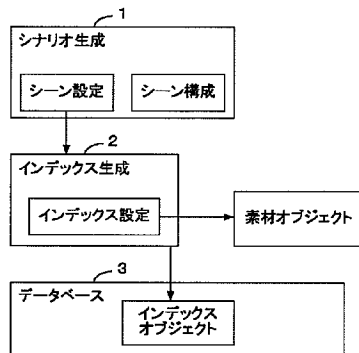 1
シナリオ生成
シーン設定
シーン構成
2
インデックス生成
インデックス設定
素材オブジェクト
3
データベース
インデックス
オブジェクト